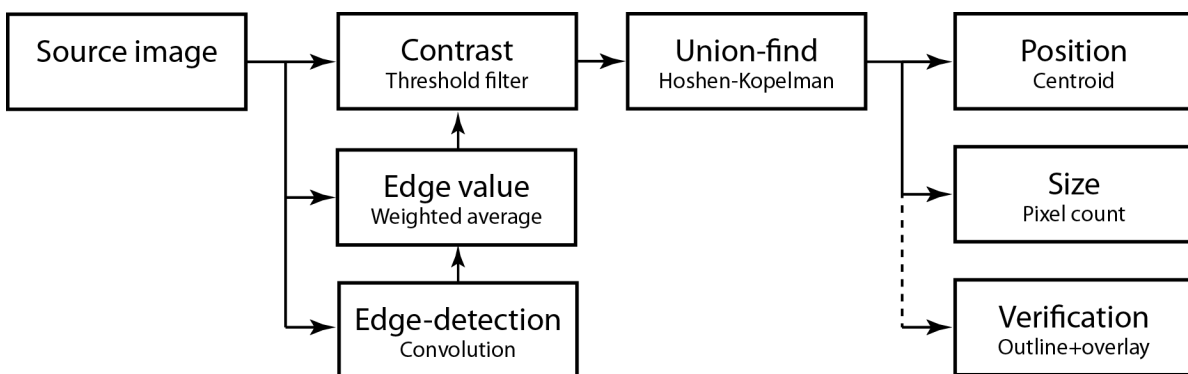 Source image
Contrast
Threshold filter
Union-find
Hoshen-Kopelman
Position
Centroid
Edge value
Weighted average
Size
Pixel count
Edge-detection
Convolution
Verification
Outline+overlay